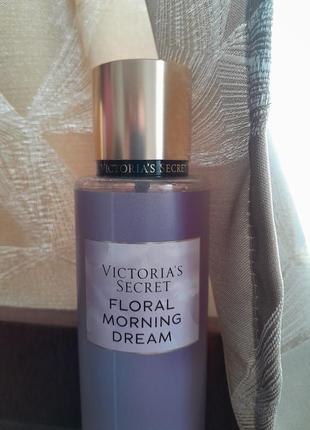 VICTORIA'S SECRET
VICTORIA'S
SECRET
FLORAL
MORNING
DREAM